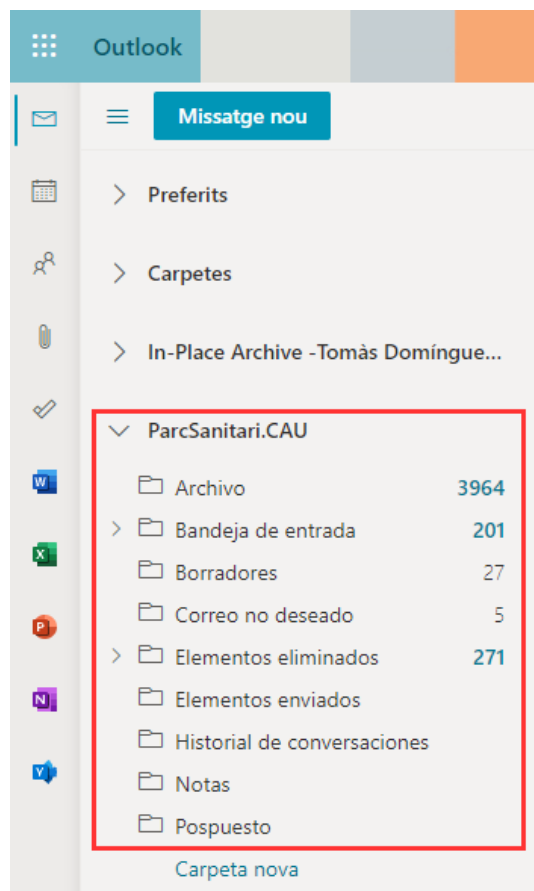 Outlook
Missatge nou
Preferits
Carpetes
In-Place Archive -Tomàs Domíngue...
ParcSanitari.CAU
Archivo 3964
Bandeja de entrada 201
Borradores 27
Correo no deseado 5
Elementos eliminados 271
Elementos enviados
Historial de conversaciones
Notas
Pospuesto
Carpeta nova
W
X
P
N